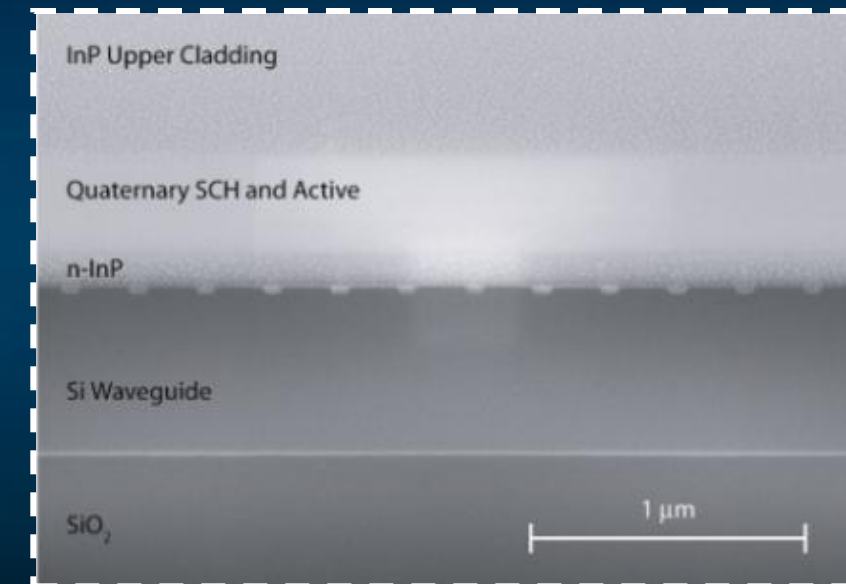 InP Upper Cladding
Quaternary SCH and Active
n-InP
Si Waveguide
SiO₂
1 μm